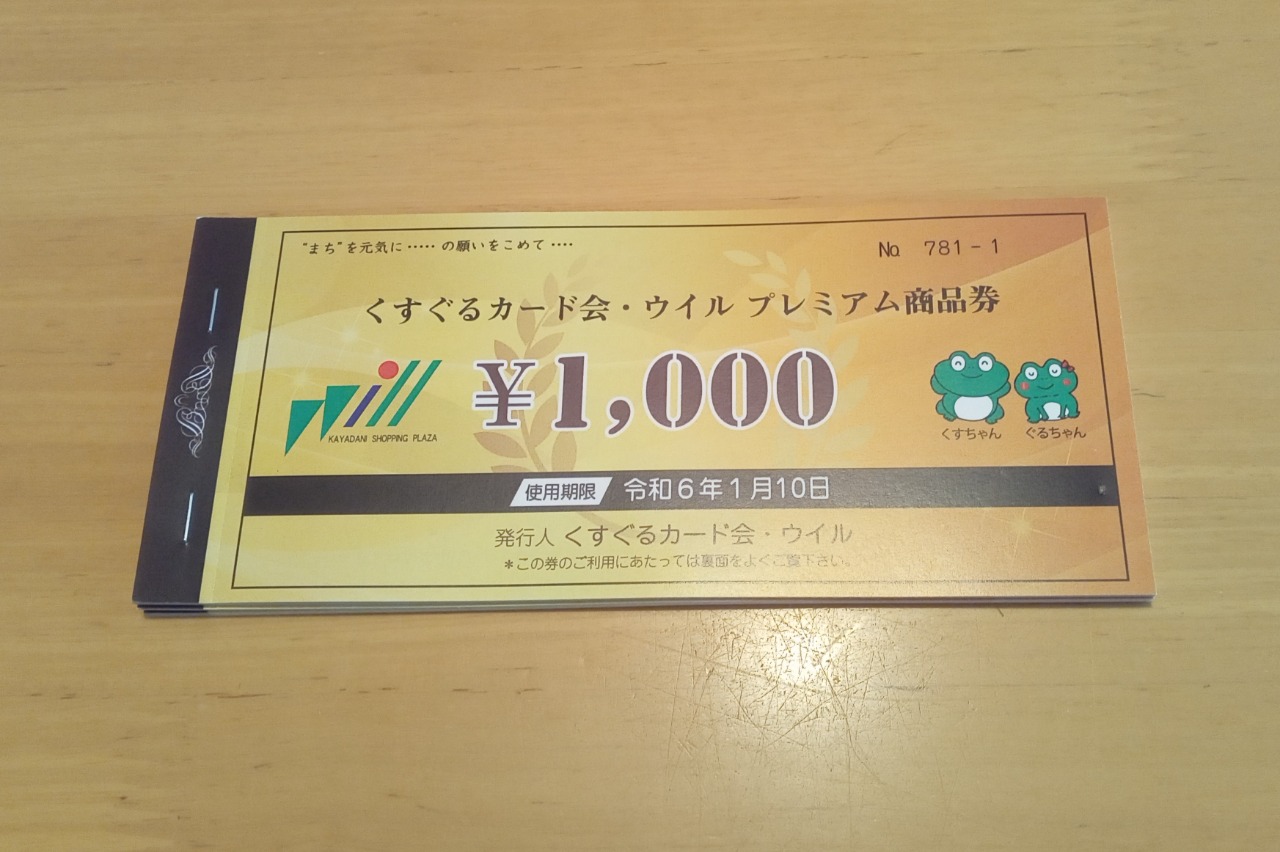 “まち”を元気に・・・・・の願いをこめて・・・・
№ 781-1
くすぐるカード会・ウイル プレミアム商品券
Will
KAYADANI SHOPPING PLAZA
¥1,000
くすちゃん ぐるちゃん
使用期限 令和6年1月10日
発行人 くすぐるカード会・ウイル
＊この券のご利用にあたっては裏面をよくご覧下さい。